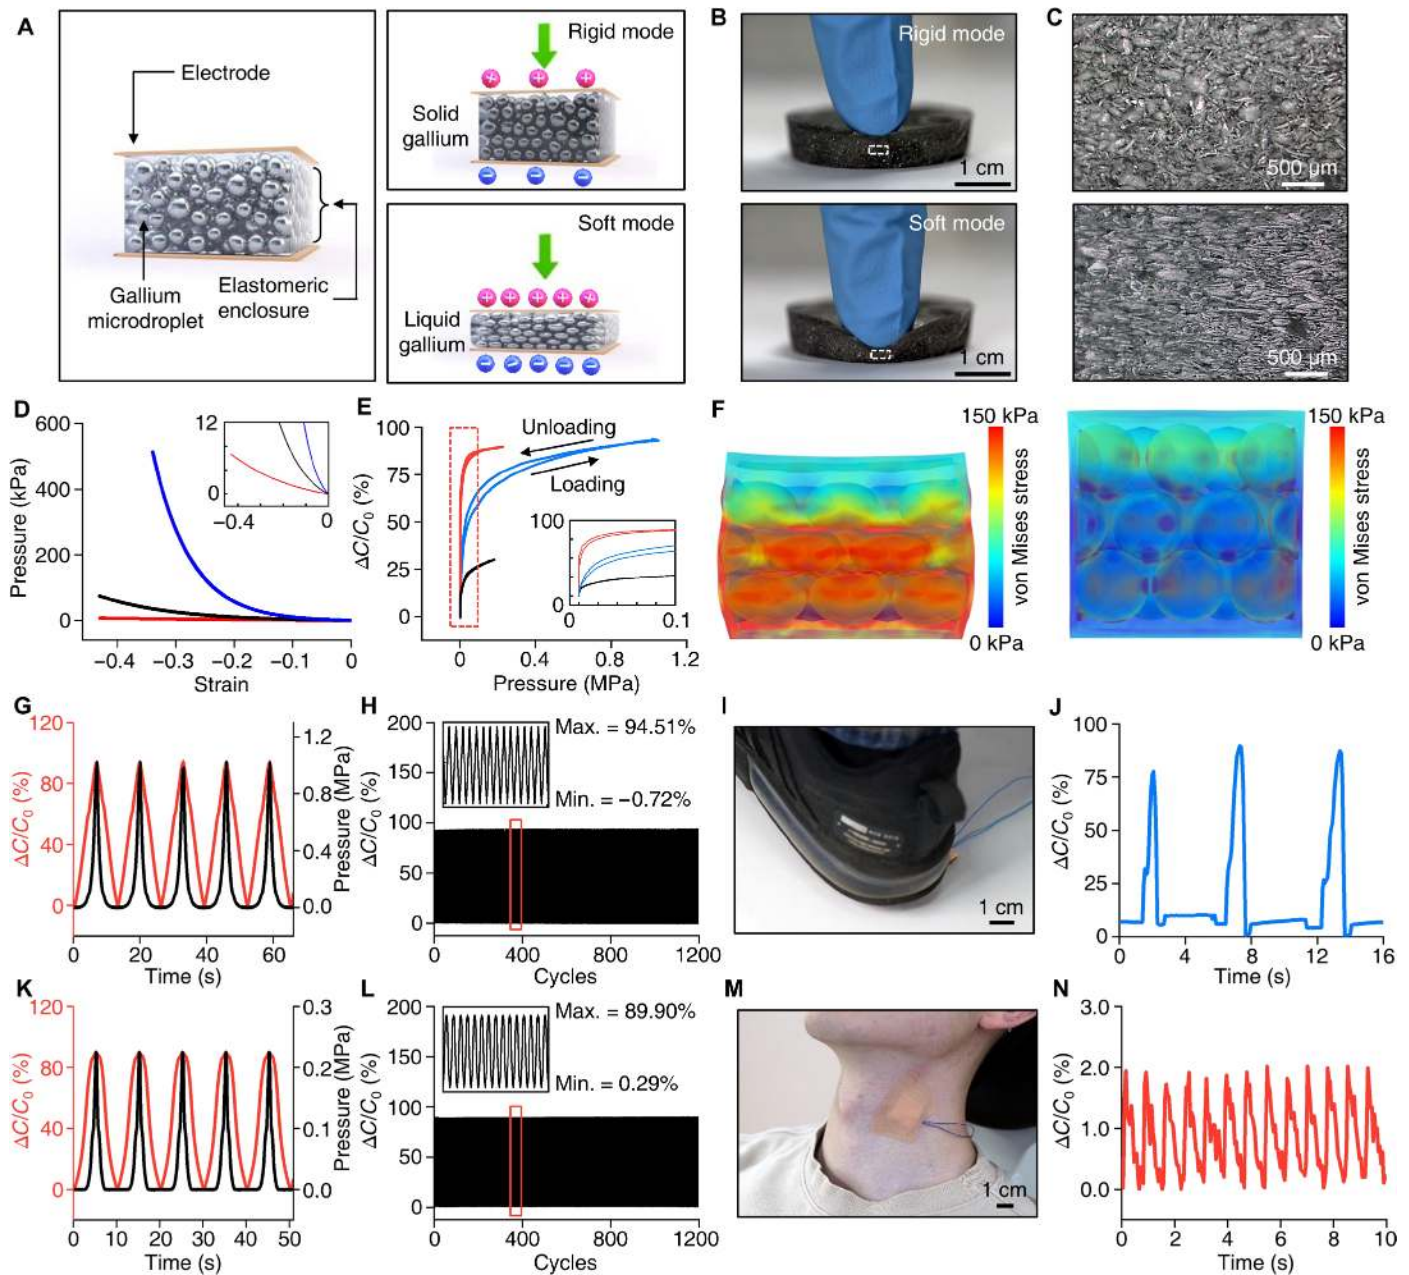 A
Electrode
Gallium
microdroplet
Elastomeric
enclosure
Rigid mode
Solid
gallium
Soft mode
Liquid
gallium
B
Rigid mode
1 cm
Soft mode
1 cm
C
500 µm
500 µm
D
600
400
200
0
Pressure (kPa)
−0.4
−0.3
−0.2
−0.1
0
Strain
12
0
−0.4
0
E
100
75
50
25
0
ΔC/C0 (%)
0
0.4
0.8
1.2
Pressure (MPa)
Unloading
Loading
100
0
0
0.1
F
150 kPa
von Mises stress
0 kPa
150 kPa
von Mises stress
0 kPa
G
120
80
40
0
ΔC/C0 (%)
1.2
0.8
0.4
0.0
Pressure (MPa)
0
20
40
60
Time (s)
H
200
150
100
50
0
ΔC/C0 (%)
Max. = 94.51%
Min. = −0.72%
0
400
800
1200
Cycles
I
1 cm
J
100
75
50
25
0
ΔC/C0 (%)
0
4
8
12
16
Time (s)
K
120
80
40
0
ΔC/C0 (%)
0.3
0.2
0.1
0.0
Pressure (MPa)
0
10
20
30
40
50
Time (s)
L
200
150
100
50
0
ΔC/C0 (%)
Max. = 89.90%
Min. = 0.29%
0
400
800
1200
Cycles
M
1 cm
N
3.0
2.0
1.0
0.0
ΔC/C0 (%)
0
2
4
6
8
10
Time (s)